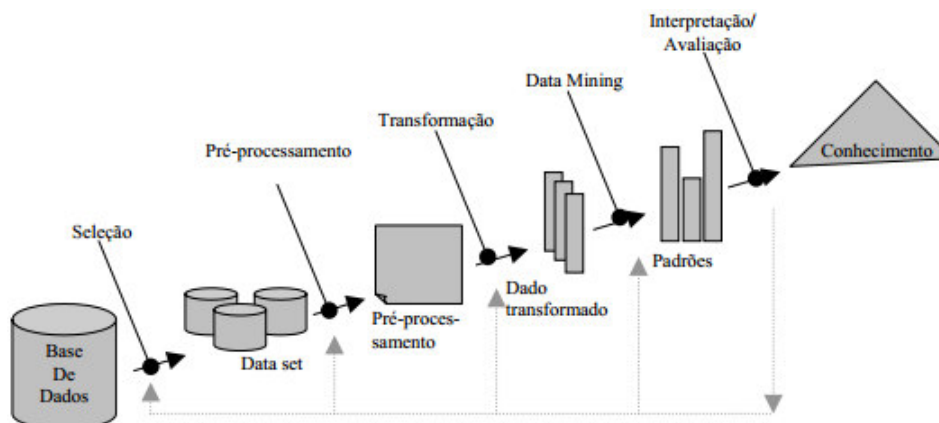 Interpretação/
Avaliação
Data Mining
Transformação
Pré-processamento
Seleção
Conhecimento
Padrões
Dado
transformado
Pré-proces-
samento
Data set
Base
De
Dados